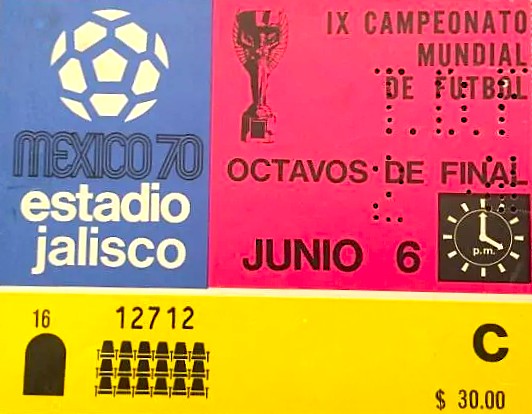 IX CAMPEONATO
MUNDIAL
DE FUTBOL
MEXICO 70
OCTAVOS DE FINAL
estadio
jalisco
JUNIO 6
p.m.
16
12712
C
$ 30.00